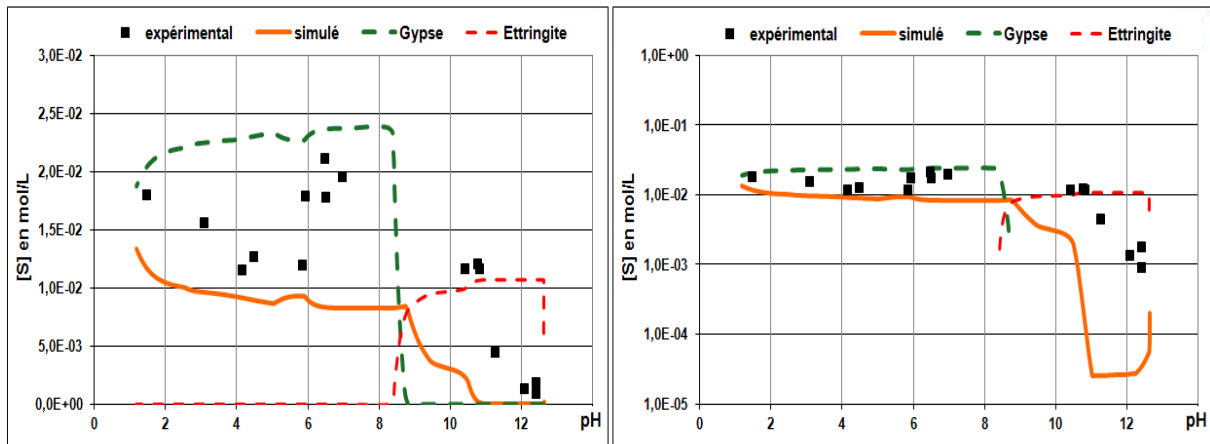 expérimental simulé Gypse Ettringite
3,0E-02
2,5E-02
2,0E-02
1,5E-02
1,0E-02
5,0E-03
0,0E+00
[S] en mol/L
0 2 4 6 8 10 12 pH
expérimental simulé Gypse Ettringite
1,0E+00
1,0E-01
1,0E-02
1,0E-03
1,0E-04
1,0E-05
[S] en mol/L
0 2 4 6 8 10 12 pH